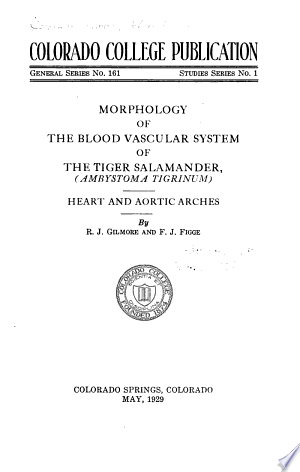 COLORADO COLLEGE PUBLICATION
GENERAL SERIES No. 161 STUDIES SERIES No. 1
MORPHOLOGY
OF
THE BLOOD VASCULAR SYSTEM
OF
THE TIGER SALAMANDER,
(AMBYSTOMA TIGRINUM)
HEART AND AORTIC ARCHES
By
R. J. GILMORE AND F. J. FIGGE
COLORADO COLLEGE
FOUNDED 1874
COLORADO SPRINGS, COLORADO
MAY, 1929